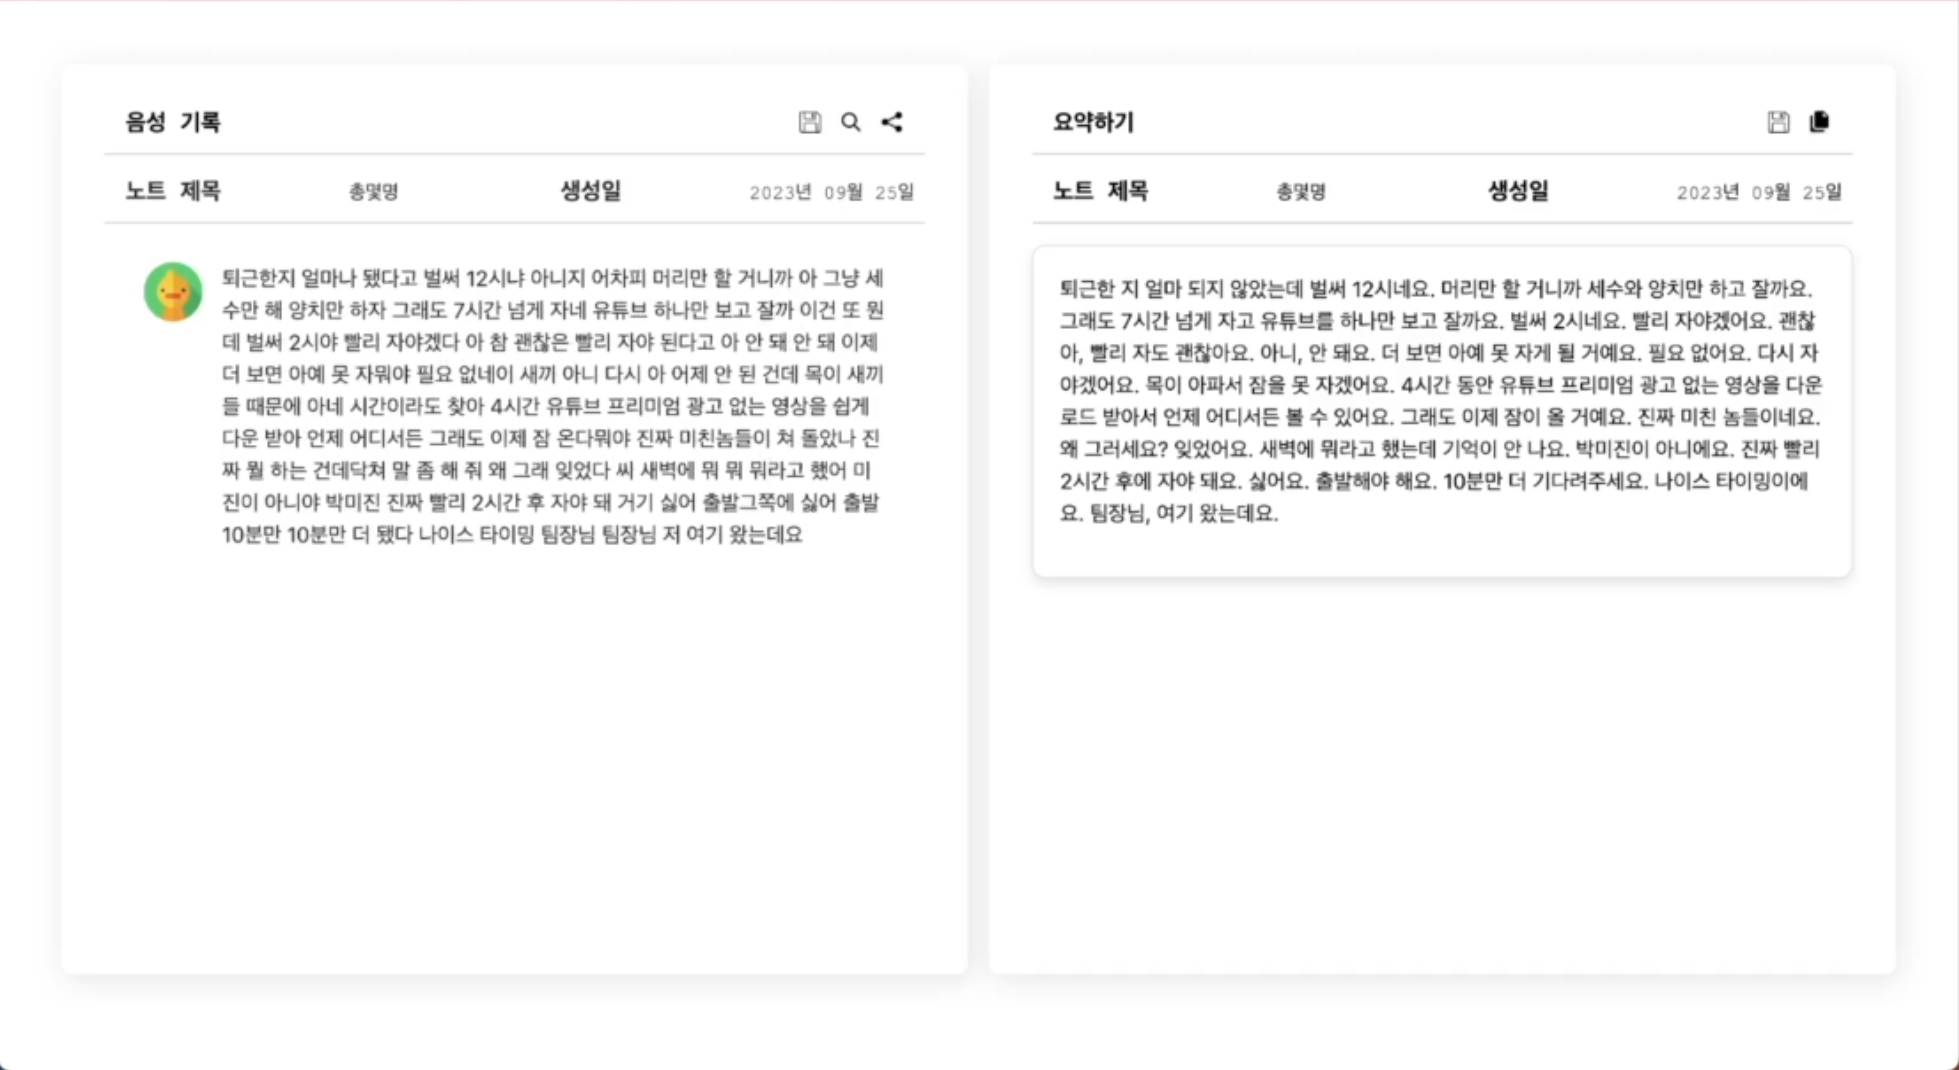 음성 기록
노트 제목 총몇명 생성일 2023년 09월 25일
퇴근한지 얼마나 됐다고 벌써 12시냐 아니지 어차피 머리만 할 거니까 아 그냥 세
수만 해 양치만 하자 그래도 7시간 넘게 자네 유튜브 하나만 보고 잘까 이건 또 뭔
데 벌써 2시야 빨리 자야겠다 아 참 괜찮은 빨리 자야 된다고 아 안 돼 안 돼 이제
더 보면 아예 못 자뭐야 필요 없네이 새끼 아니 다시 아 어제 안 된 건데 목이 새끼
들 때문에 아네 시간이라도 찾아 4시간 유튜브 프리미엄 광고 없는 영상을 쉽게
다운 받아 언제 어디서든 그래도 이제 잠 온다뭐야 진짜 미친놈들이 쳐 돌았나 진
짜 뭘 하는 건데닥쳐 말 좀 해 줘 왜 그래 잊었다 씨 새벽에 뭐 뭐 뭐라고 했어 미
진이 아니야 박미진 진짜 빨리 2시간 후 자야 돼 거기 싫어 출발그쪽에 싫어 출발
10분만 10분만 더 됐다 나이스 타이밍 팀장님 팀장님 저 여기 왔는데요
요약하기
노트 제목 총몇명 생성일 2023년 09월 25일
퇴근한 지 얼마 되지 않았는데 벌써 12시네요. 머리만 할 거니까 세수와 양치만 하고 잘까요.
그래도 7시간 넘게 자고 유튜브를 하나만 보고 잘까요. 벌써 2시네요. 빨리 자야겠어요. 괜찮
아, 빨리 자도 괜찮아요. 아니, 안 돼요. 더 보면 아예 못 자게 될 거예요. 필요 없어요. 다시 자
야겠어요. 목이 아파서 잠을 못 자겠어요. 4시간 동안 유튜브 프리미엄 광고 없는 영상을 다운
로드 받아서 언제 어디서든 볼 수 있어요. 그래도 이제 잠이 올 거예요. 진짜 미친 놈들이네요.
왜 그러세요? 잊었어요. 새벽에 뭐라고 했는데 기억이 안 나요. 박미진이 아니에요. 진짜 빨리
2시간 후에 자야 돼요. 싫어요. 출발해야 해요. 10분만 더 기다려주세요. 나이스 타이밍이에
요. 팀장님, 여기 왔는데요.